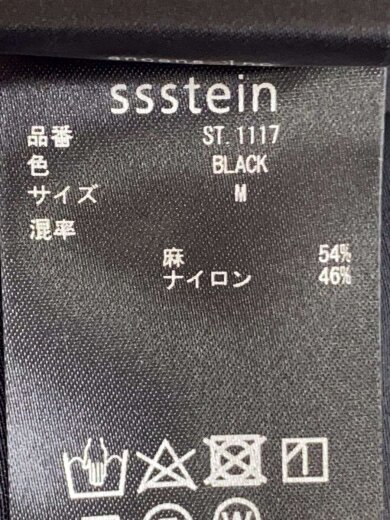 ssstein
品番 ST.1117
色 BLACK
サイズ M
混率
麻 54%
ナイロン 46%
W